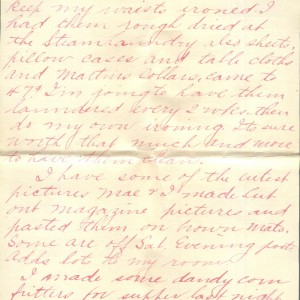 keep my waists ironed. I
had them rough dried at
the Steam laundry also sheets,
pillow cases and table cloths
and Collars, came to
47¢ I'm going to have them
laundered every 2 wks. then
do my own ironing Its sure
worth that much and more
to have them clean.
I have some of the cutest
pictures Mae & I made. Cut
out magazine pictures and
pasted them on brown mats.
Some are off Sat. Evening post
adds lots to my room.
I made some dandy corn
fritters for supper last night